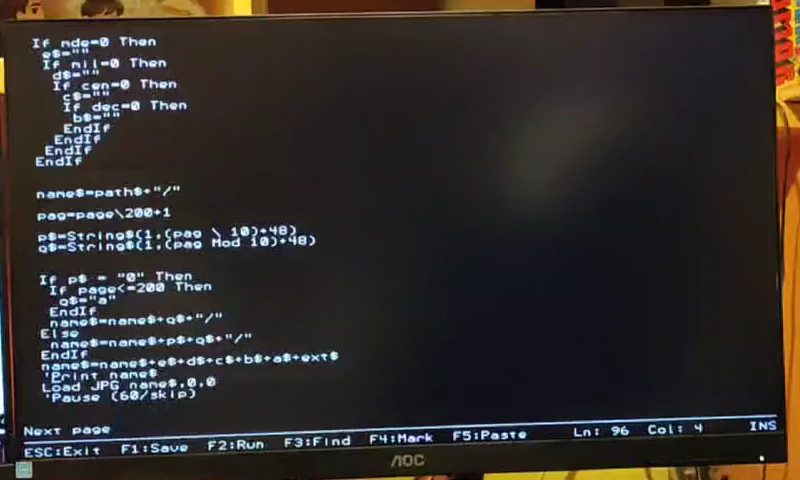 If mde=0 Then
e$=""
If mil=0 Then
d$=""
If cen=0 Then
c$=""
If dec=0 Then
b$=""
EndIf
EndIf
EndIf
EndIf
name$=path$+"/"
pag=page\200+1
p$=String$(1,(pag \ 10)+48)
q$=String$(1,(pag Mod 10)+48)
If p$ = "0" Then
If page<=200 Then
q$="a"
EndIf
name$=name$+q$+"/"
Else
name$=name$+p$+q$+"/"
EndIf
name$=name$+e$+d$+c$+b$+a$+ext$
'Print name$
Load JPG name$,0,0
'Pause (60/skip)
Next page
ESC:Exit F1:Save F2:Run F3:Find F4:Mark F5:Paste Ln: 96 Col: 4 INS
AOC